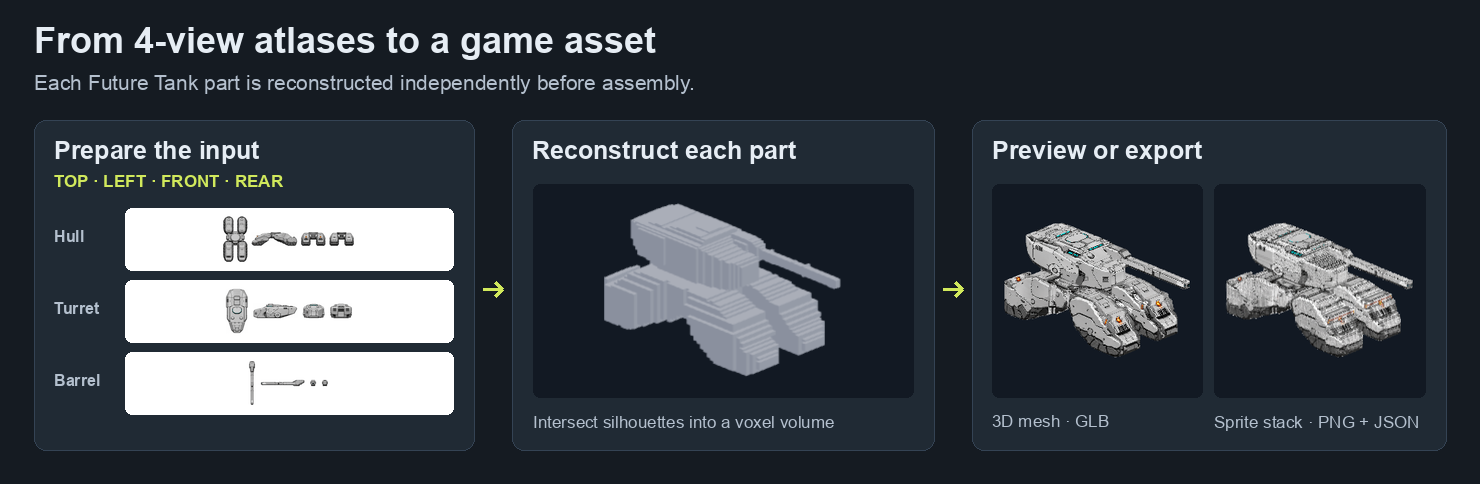 From 4-view atlases to a game asset
Each Future Tank part is reconstructed independently before assembly.
Prepare the input
TOP · LEFT · FRONT · REAR
Hull
Turret
Barrel
Reconstruct each part
Intersect silhouettes into a voxel volume
Preview or export
3D mesh · GLB
Sprite stack · PNG + JSON